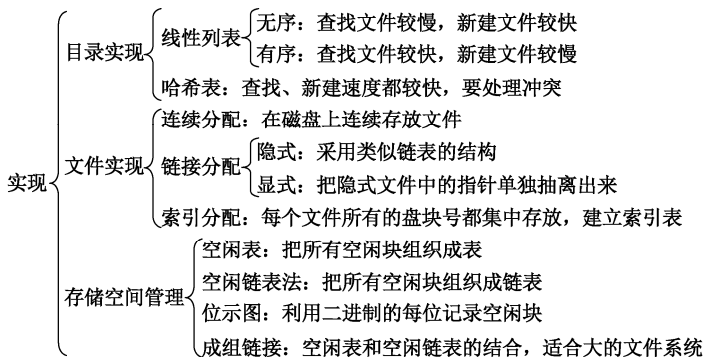 实现
目录实现
线性列表
无序：查找文件较慢，新建文件较快
有序：查找文件较快，新建文件较慢
哈希表：查找、新建速度都较快，要处理冲突
文件实现
连续分配：在磁盘上连续存放文件
链接分配
隐式：采用类似链表的结构
显式：把隐式文件中的指针单独抽离出来
索引分配：每个文件所有的盘块号都集中存放，建立索引表
存储空间管理
空闲表：把所有空闲块组织成表
空闲链表法：把所有空闲块组织成链表
位示图：利用二进制的每位记录空闲块
成组链接：空闲表和空闲链表的结合，适合大的文件系统